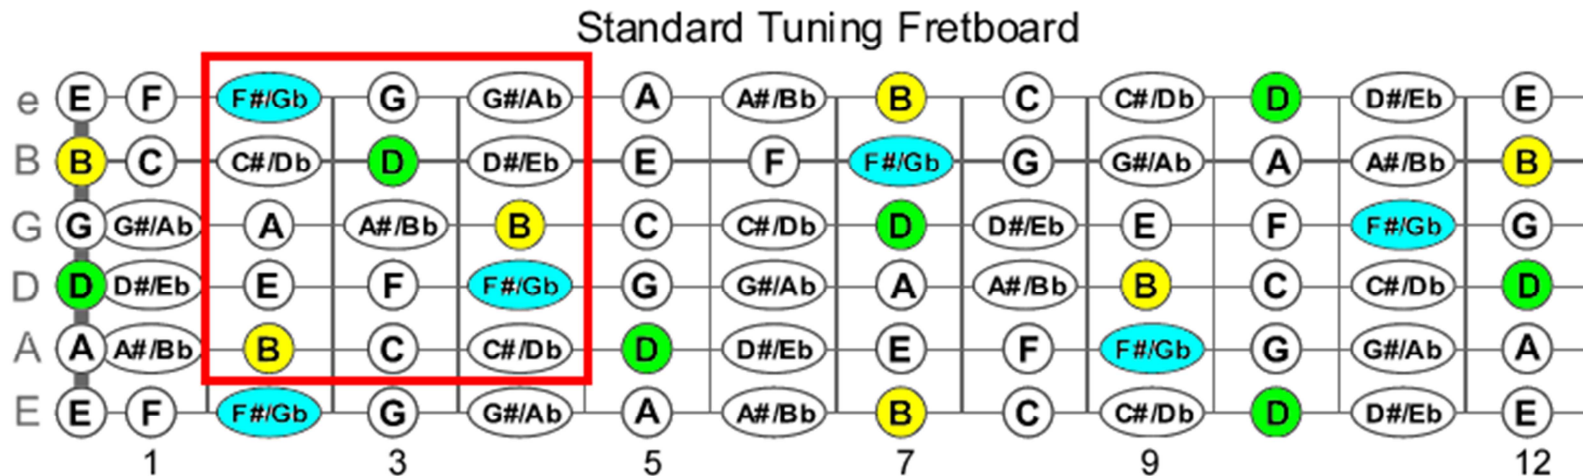 Standard Tuning Fretboard
e E F F#/Gb G G#/Ab A A#/Bb B C C#/Db D D#/Eb E
B B C C#/Db D D#/Eb E F F#/Gb G G#/Ab A A#/Bb B
G G G#/Ab A A#/Bb B C C#/Db D D#/Eb E F F#/Gb G
D D D#/Eb E F F#/Gb G G#/Ab A A#/Bb B C C#/Db D
A A A#/Bb B C C#/Db D D#/Eb E F F#/Gb G G#/Ab A
E E F F#/Gb G G#/Ab A A#/Bb B C C#/Db D D#/Eb E
1 3 5 7 9 12